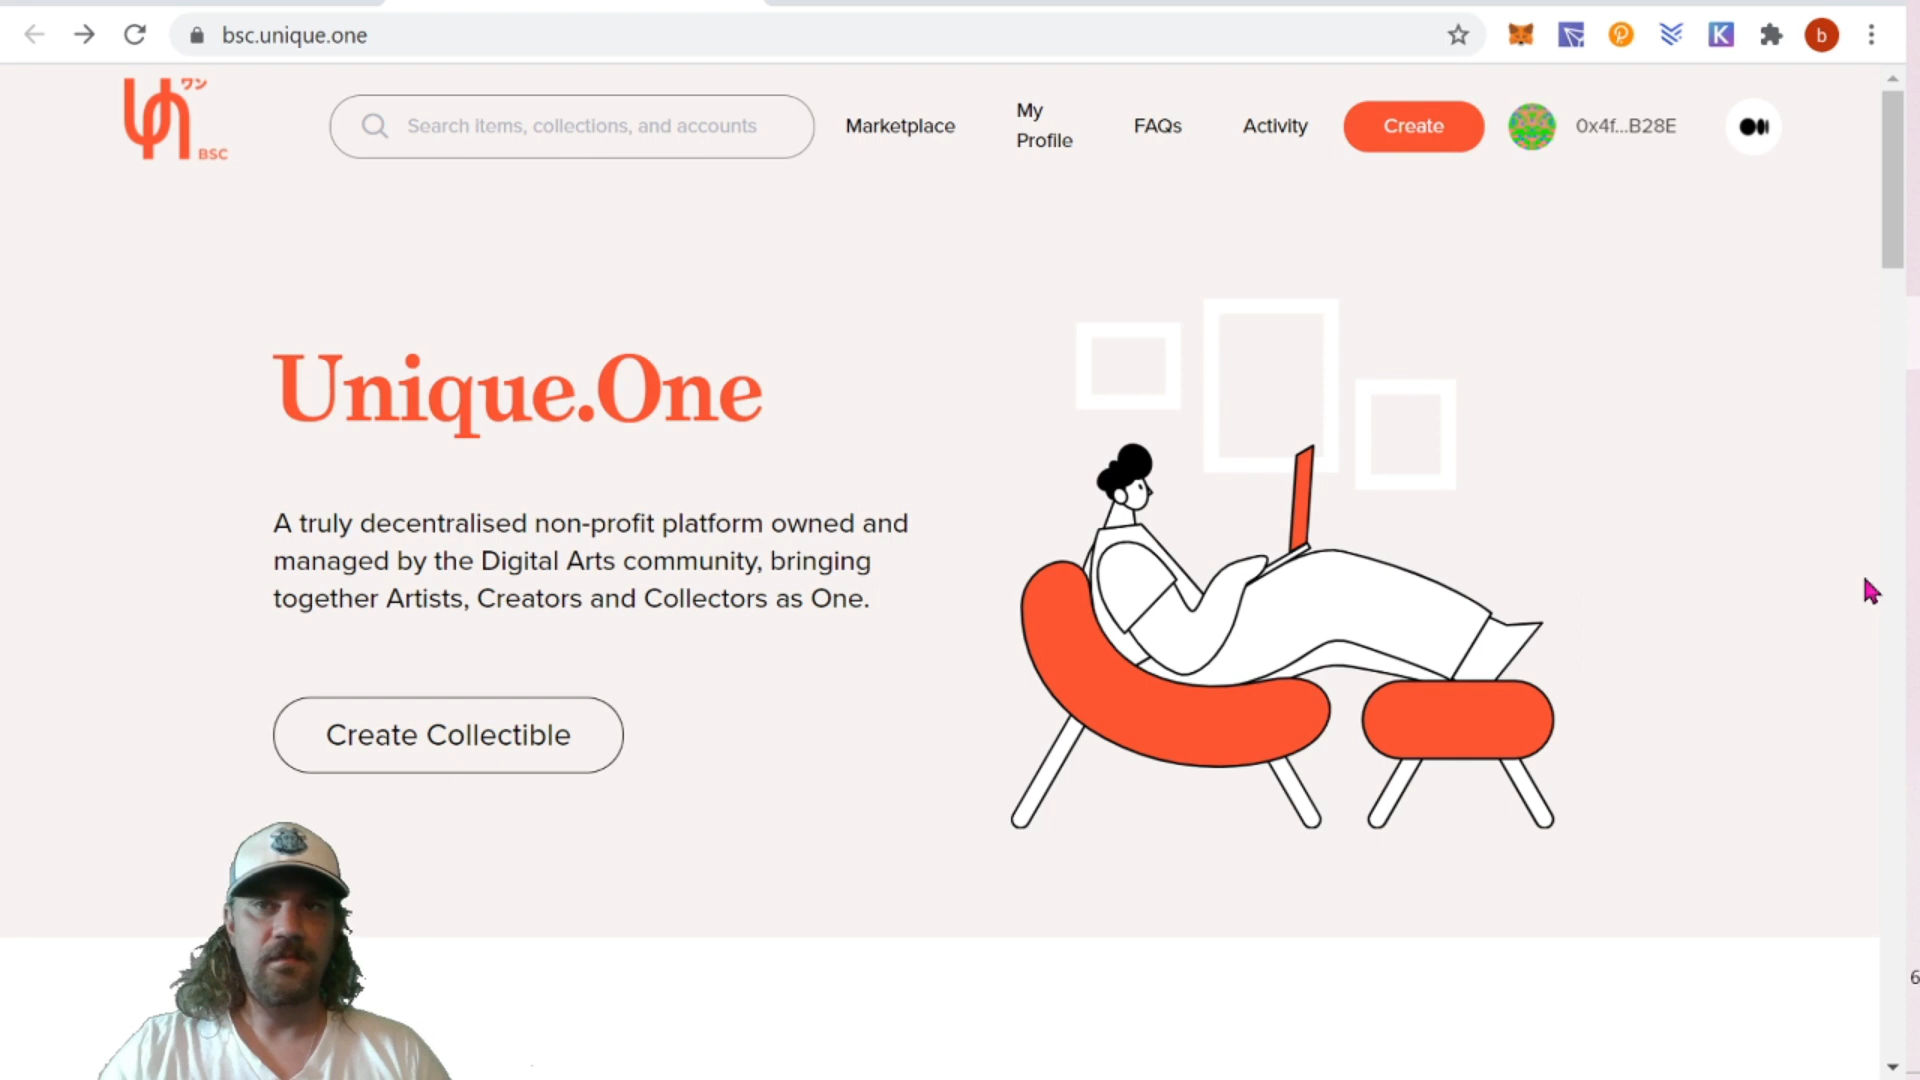 bsc.unique.one
K
b
ワン
BSC
Search items, collections, and accounts
Marketplace
My
Profile
FAQs
Activity
Create
0x4f...B28E
Unique.One
A truly decentralised non-profit platform owned and
managed by the Digital Arts community, bringing
together Artists, Creators and Collectors as One.
Create Collectible
6